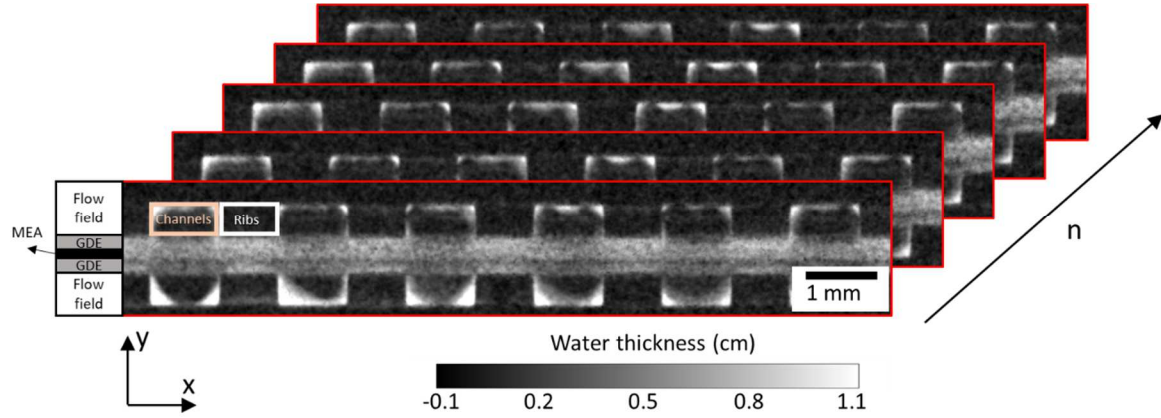 Flow
field
Channels
Ribs
MEA
GDE
GDE
Flow
field
1 mm
n
y
x
Water thickness (cm)
-0.1 0.2 0.5 0.8 1.1